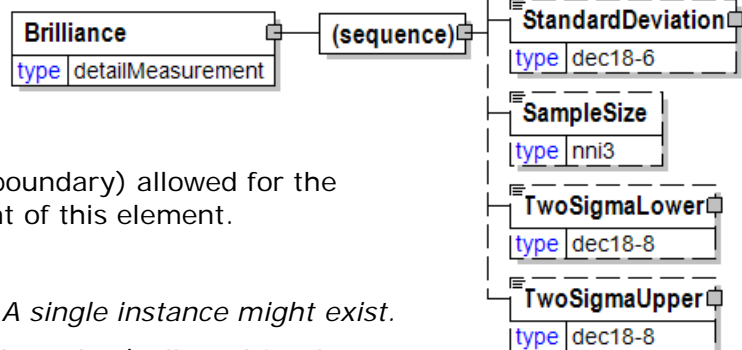 Brilliance
type detailMeasurement
(sequence)
StandardDeviation
type dec18-6
SampleSize
type nni3
TwoSigmaLower
type dec18-8
TwoSigmaUpper
type dec18-8
boundary) allowed for the
of this element.
A single instance might exist.